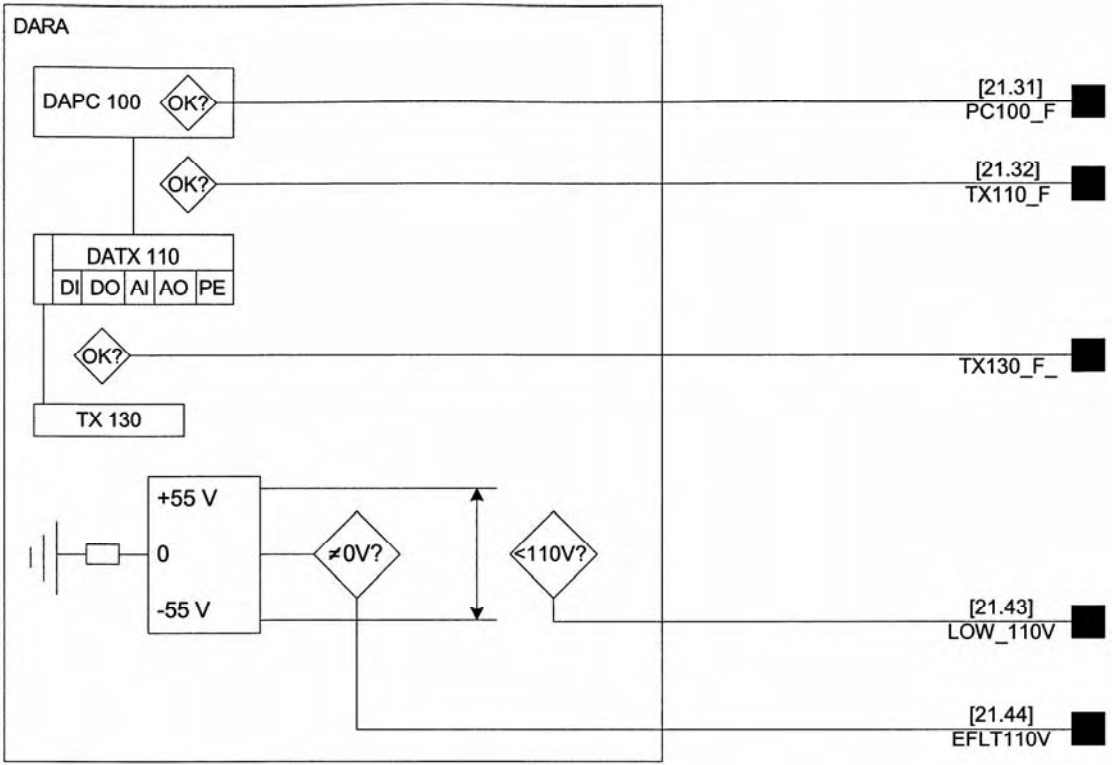 DARA
DAPC 100
OK?
[21.31]
PC100_F
OK?
[21.32]
TX110_F
DATX 110
DI DO AI AO PE
OK?
TX130_F_
TX 130
+55 V
0
-55 V
≠0V?
<110V?
[21.43]
LOW_110V
[21.44]
EFLT110V